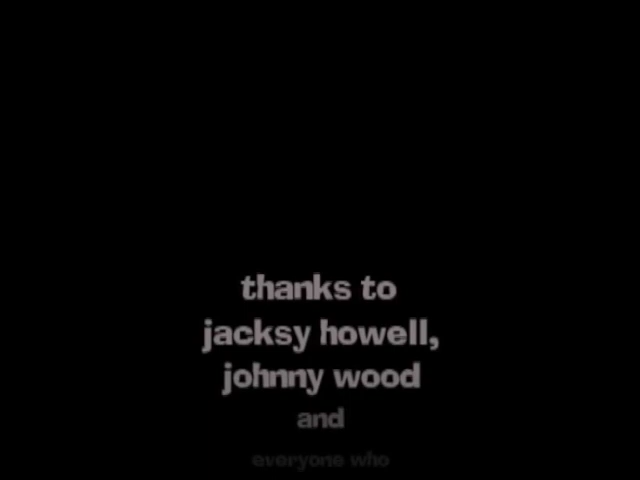 thanks to
jacksy howell,
johnny wood
and
everyone who